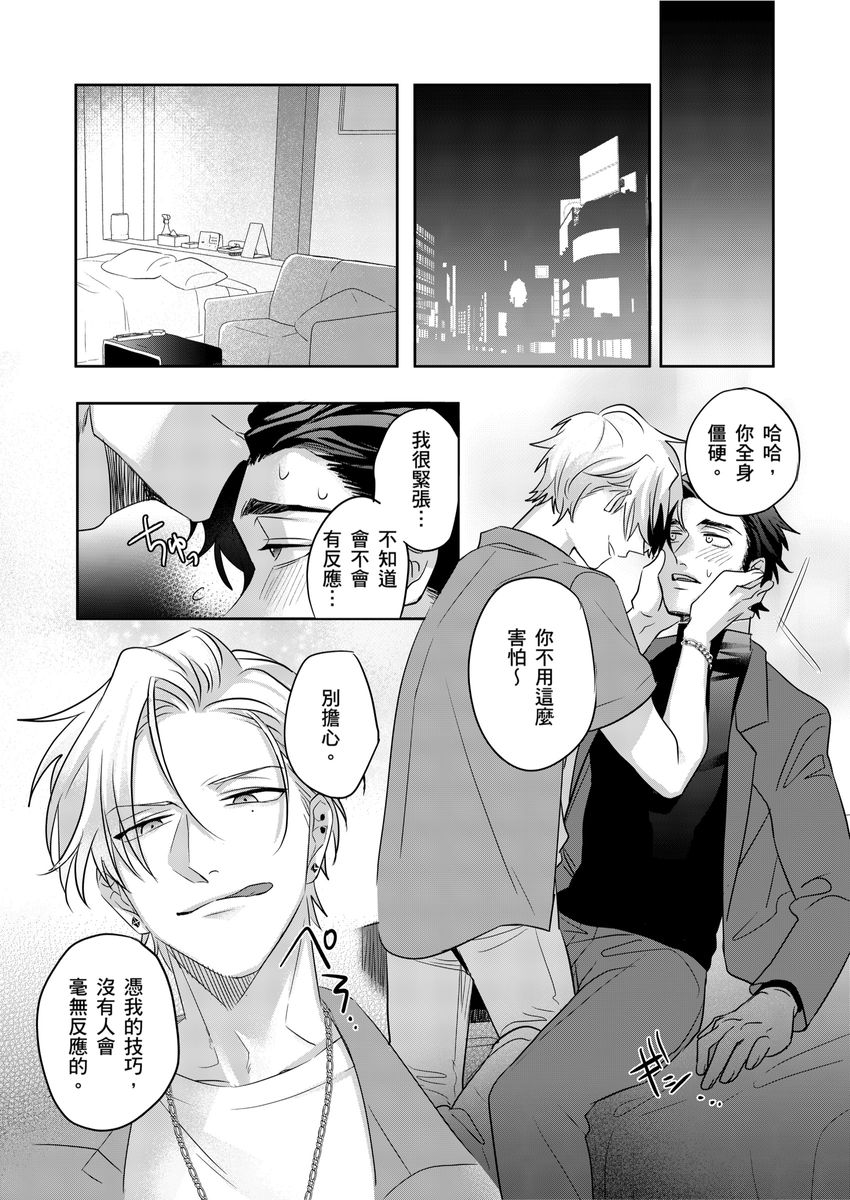 哈哈，
你全身
僵硬。
你不用這麼
害怕～
我很緊張…
不知道
會不會
有反應…
ちゅっ
別擔心。
ペろ
憑我的技巧，
沒有人會
毫無反應的。
ギシ…